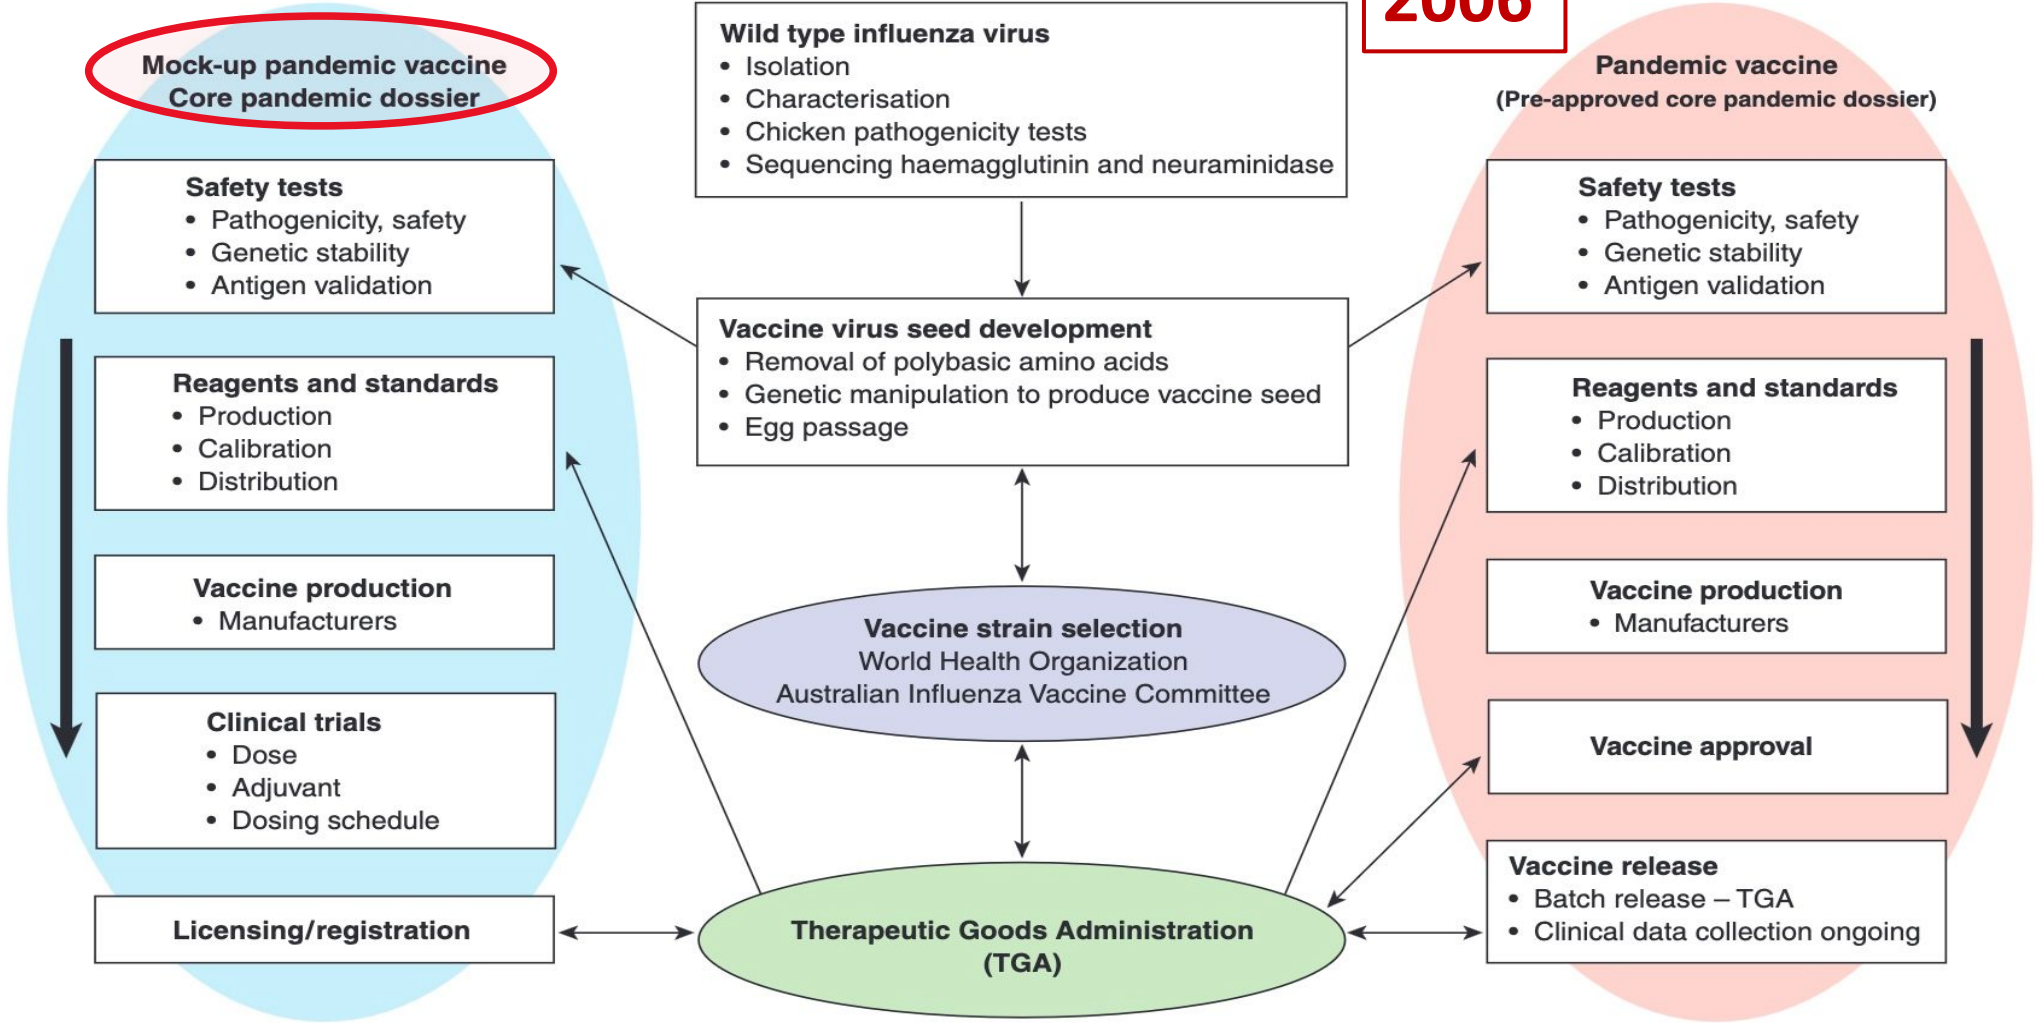 2006
Mock-up pandemic vaccine
Core pandemic dossier
Safety tests
• Pathogenicity, safety
• Genetic stability
• Antigen validation
Reagents and standards
• Production
• Calibration
• Distribution
Vaccine production
• Manufacturers
Clinical trials
• Dose
• Adjuvant
• Dosing schedule
Licensing/registration
Wild type influenza virus
• Isolation
• Characterisation
• Chicken pathogenicity tests
• Sequencing haemagglutinin and neuraminidase
Vaccine virus seed development
• Removal of polybasic amino acids
• Genetic manipulation to produce vaccine seed
• Egg passage
Vaccine strain selection
World Health Organization
Australian Influenza Vaccine Committee
Therapeutic Goods Administration
(TGA)
Pandemic vaccine
(Pre-approved core pandemic dossier)
Safety tests
• Pathogenicity, safety
• Genetic stability
• Antigen validation
Reagents and standards
• Production
• Calibration
• Distribution
Vaccine production
• Manufacturers
Vaccine approval
Vaccine release
• Batch release – TGA
• Clinical data collection ongoing